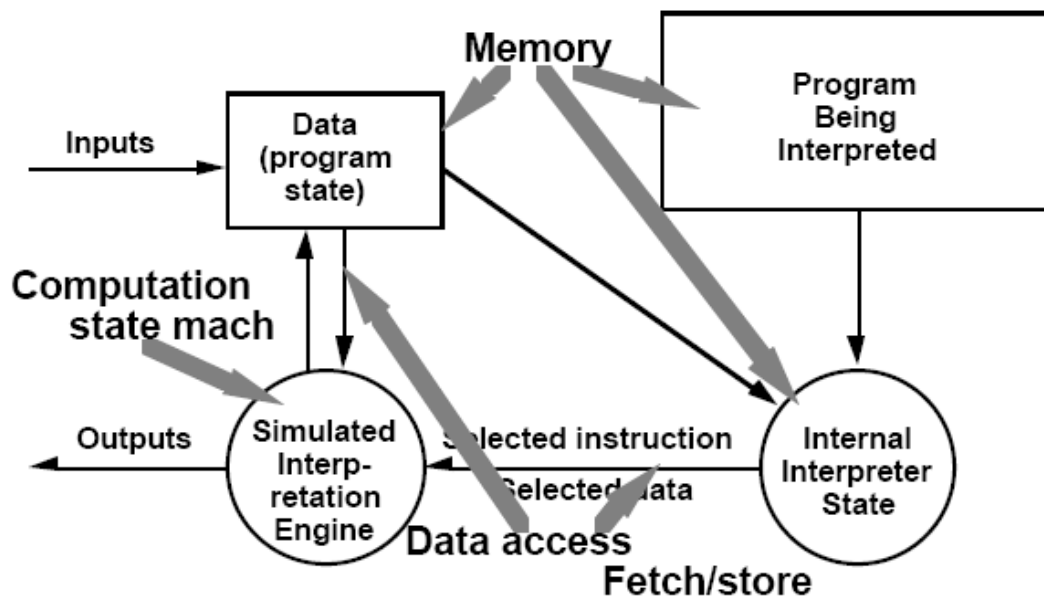 Memory
Program
Being
Interpreted
Data
(program
state)
Inputs
Computation
state mach
Outputs
Simulated
Interp-
retation
Engine
Selected instruction
Selected data
Internal
Interpreter
State
Data access
Fetch/store